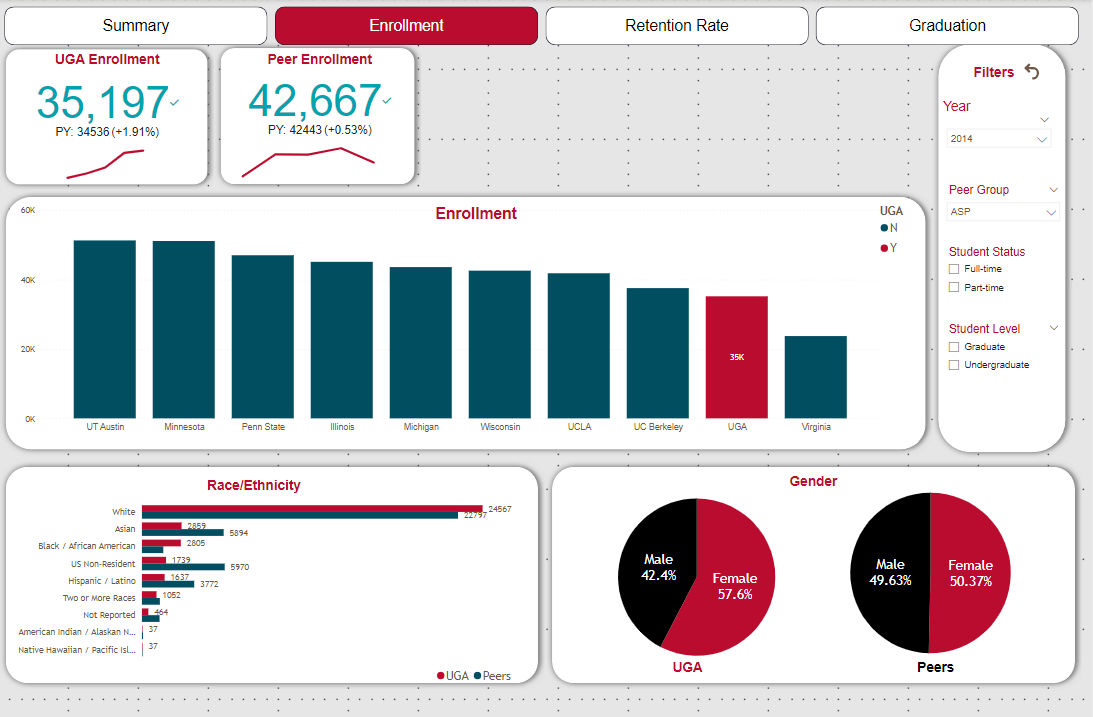 Summary
Enrollment
Retention Rate
Graduation
UGA Enrollment
35,197
PY: 34536 (+1.91%)
Peer Enrollment
42,667
PY: 42443 (+0.53%)
Filters
Year
2014
Peer Group
ASP
Student Status
Full-time
Part-time
Student Level
Graduate
Undergraduate
Enrollment
UGA
N
Y
60K
40K
20K
0K
35K
UT Austin
Minnesota
Penn State
Illinois
Michigan
Wisconsin
UCLA
UC Berkeley
UGA
Virginia
Race/Ethnicity
White
24567
22797
Asian
2859
5894
Black / African American
2805
US Non-Resident
1739
5970
Hispanic / Latino
1637
3772
Two or More Races
1052
Not Reported
464
American Indian / Alaskan N...
37
Native Hawaiian / Pacific Isl...
37
UGA
Peers
Gender
Male
42.4%
Female
57.6%
UGA
Male
49.63%
Female
50.37%
Peers